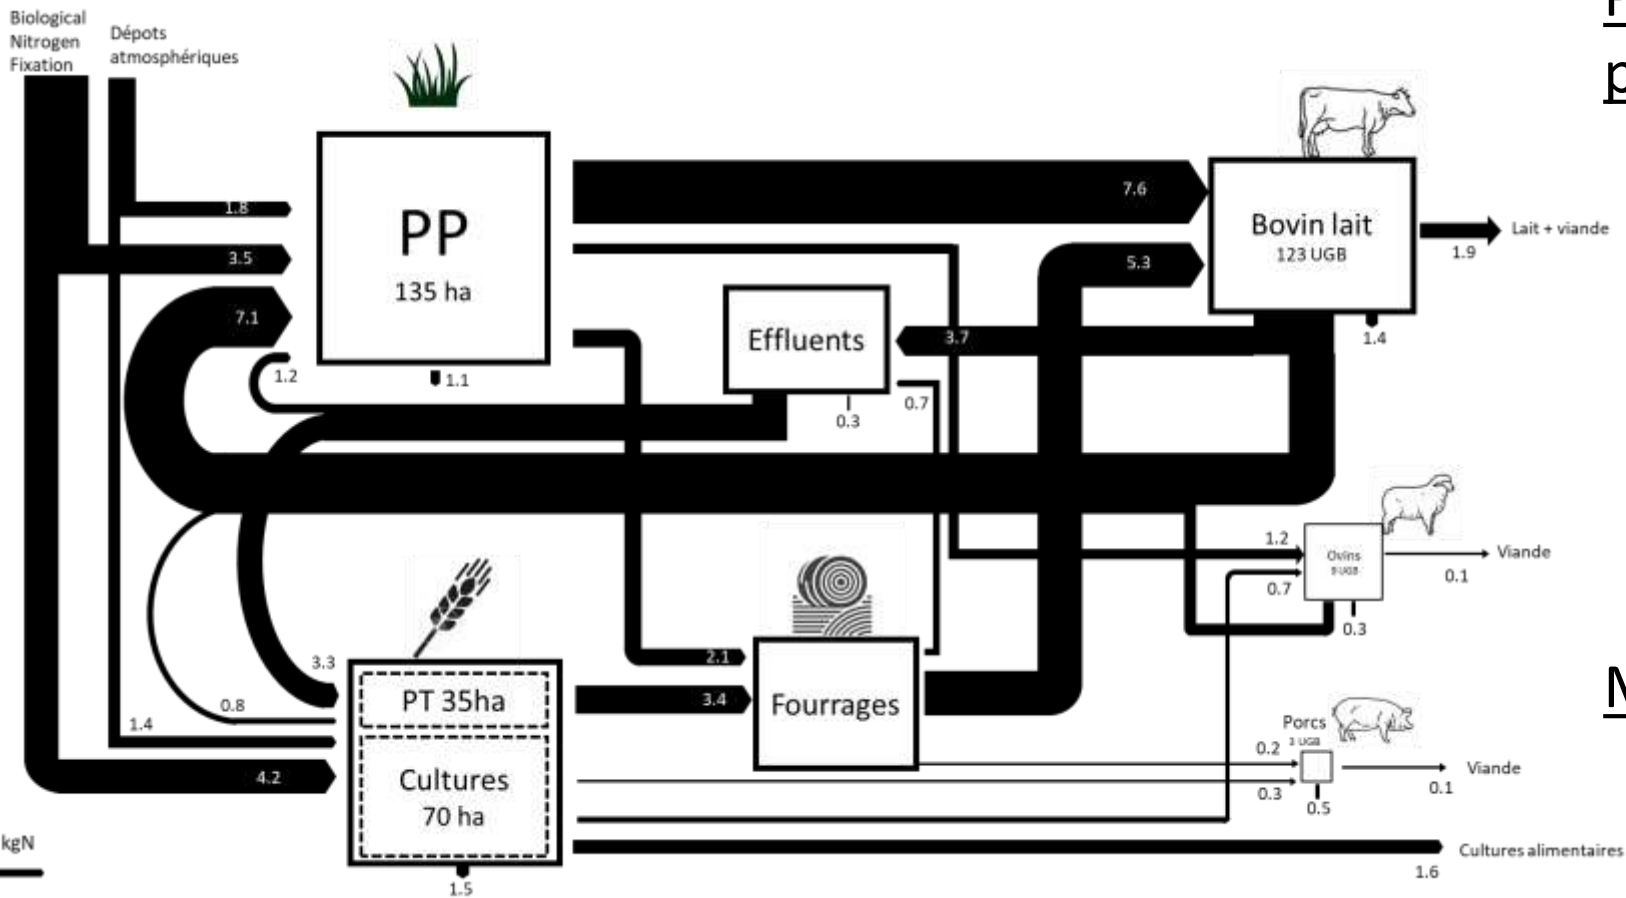 Biological
Nitrogen
Fixation
Dépots
atmosphériques
PP
135 ha
1.8
3.5
7.1
1.2
1.1
7.6
5.3
Bovin lait
123 UGB
Lait + viande
1.9
1.4
Effluents
3.7
0.3
0.7
1.2
0.7
Ovins
9 UGB
Viande
0.1
0.3
3.3
0.8
1.4
4.2
PT 35ha
Cultures
70 ha
1.5
2.1
3.4
Fourrages
Porcs
3 UGB
0.2
0.3
0.5
Viande
0.1
Cultures alimentaires
1.6
kgN
p
M